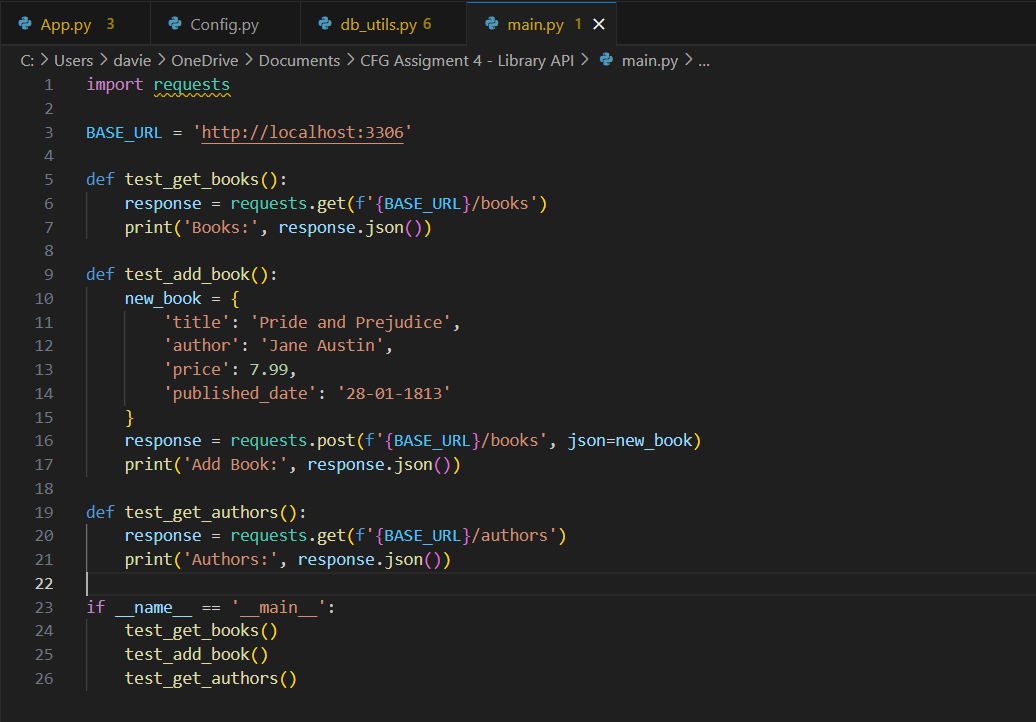 App.py 3 Config.py db_utils.py 6 main.py 1
C: > Users > davie > OneDrive > Documents > CFG Assigment 4 - Library API > main.py > ...
1 import requests
2
3 BASE_URL = 'http://localhost:3306'
4
5 def test_get_books():
6     response = requests.get(f'{BASE_URL}/books')
7     print('Books:', response.json())
8
9 def test_add_book():
10     new_book = {
11         'title': 'Pride and Prejudice',
12         'author': 'Jane Austin',
13         'price': 7.99,
14         'published_date': '28-01-1813'
15     }
16     response = requests.post(f'{BASE_URL}/books', json=new_book)
17     print('Add Book:', response.json())
18
19 def test_get_authors():
20     response = requests.get(f'{BASE_URL}/authors')
21     print('Authors:', response.json())
22
23 if __name__ == '__main__':
24     test_get_books()
25     test_add_book()
26     test_get_authors()